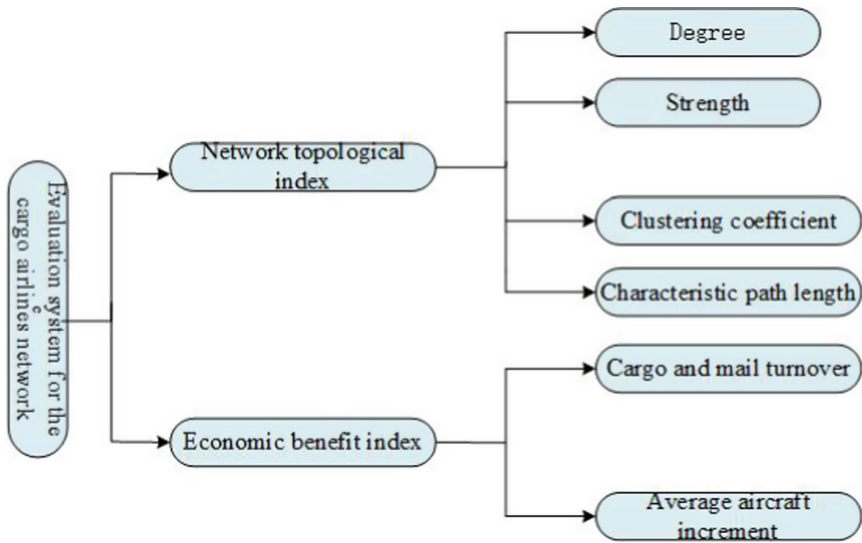 Evaluation system for the
c
cargo airlines network
Network topological
index
Economic benefit index
Degree
Strength
Clustering coefficient
Characteristic path length
Cargo and mail turnover
Average aircraft
increment